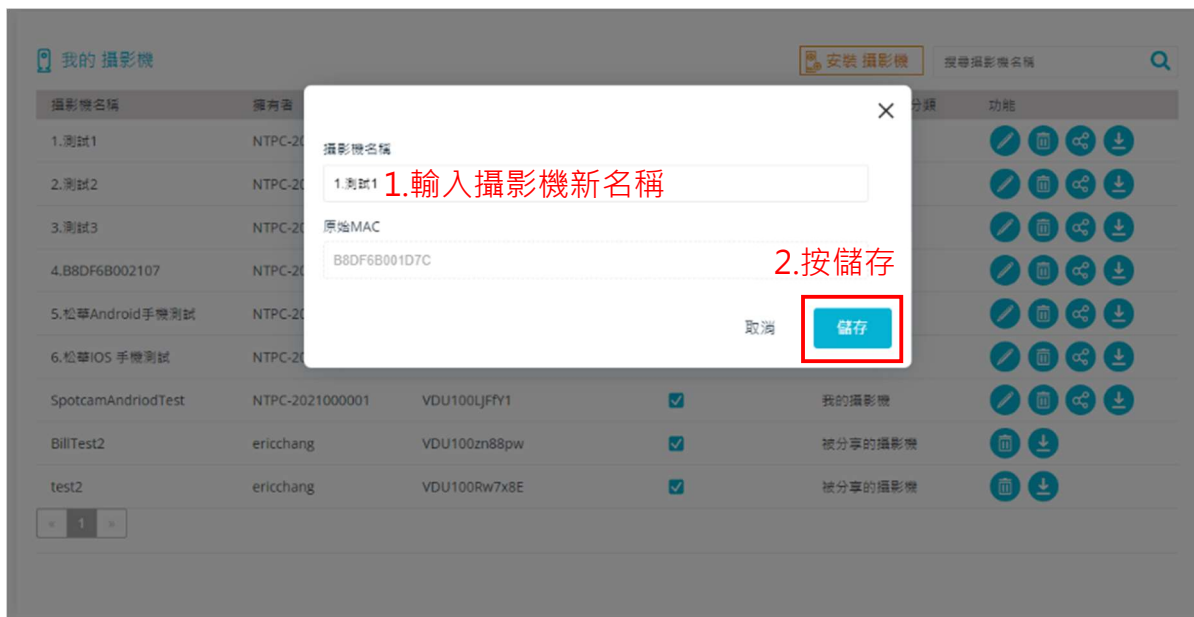 我的 攝影機
安裝 攝影機
搜尋攝影機名稱
攝影機名稱 擁有者 分類 功能
1.測試1 NTPC-20
2.測試2 NTPC-20
3.測試3 NTPC-20
4.B8DF6B002107 NTPC-20
5.松華Android手機測試 NTPC-20
6.松華IOS 手機測試 NTPC-20
SpotcamAndriodTest NTPC-2021000001 VDU100LJFfY1 我的攝影機
BillTest2 ericchang VDU100zn88pw 被分享的攝影機
test2 ericchang VDU100Rw7x8E 被分享的攝影機
« 1 »
攝影機名稱
1.測試1 1.輸入攝影機新名稱
原始MAC
B8DF6B001D7C
2.按儲存
取消 儲存